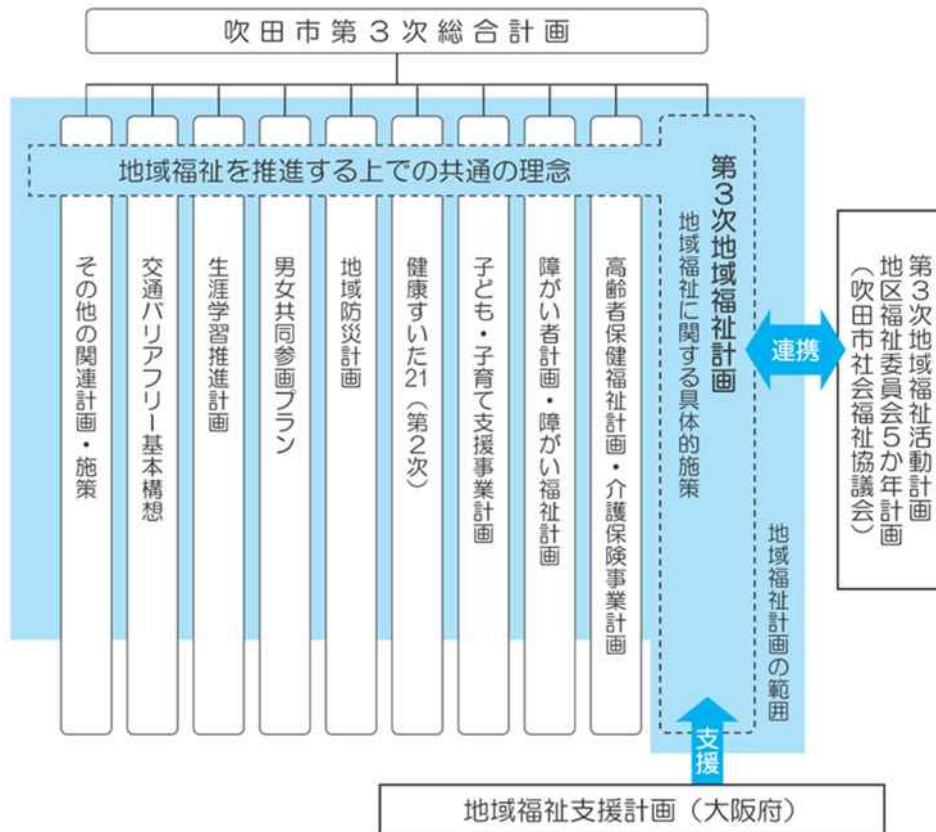 吹田市第3次総合計画
地域福祉を推進する上での共通の理念
第3次地域福祉計画
地域福祉に関する具体的施策
高齢者保健福祉計画・介護保険事業計画
障がい者計画・障がい福祉計画
子ども・子育て支援事業計画
健康すいた21（第2次）
地域防災計画
男女共同参画プラン
生涯学習推進計画
交通バリアフリー基本構想
その他の関連計画・施策
地域福祉計画の範囲
連携
第3次地域福祉活動計画
地区福祉委員会5か年計画
（吹田市社会福祉協議会）
支援
地域福祉支援計画（大阪府）